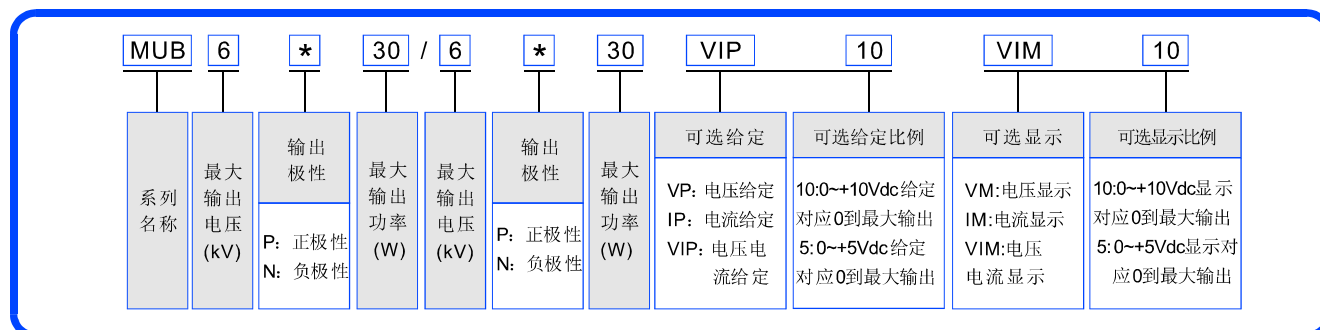 MUB 6 * 30 / 6 * 30 VIP 10 VIM 10
系列
名称
最大
输出
电压
(kV)
输出
极性
P：正极性
N：负极性
最大
输出
功率
(W)
最大
输出
电压
(kV)
输出
极性
P：正极性
N：负极性
最大
输出
功率
(W)
可选给定
VP：电压给定
IP：电流给定
VIP：电压电
流给定
可选给定比例
10:0~+10Vdc给定
对应0到最大输出
5:0~+5Vdc给定
对应0到最大输出
可选显示
VM:电压显示
IM:电流显示
VIM:电压
电流显示
可选显示比例
10:0~+10Vdc显示
对应0到最大输出
5:0~+5Vdc显示对
应0到最大输出